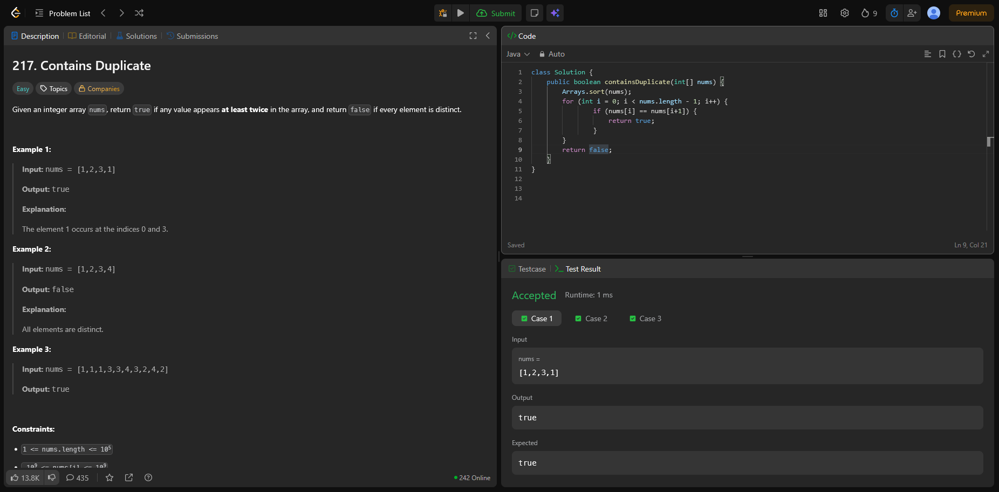 Problem List
Submit
9
Premium
Description
Editorial
Solutions
Submissions
217. Contains Duplicate
Easy
Topics
Companies
Given an integer array nums, return true if any value appears at least twice in the array, and return false if every element is distinct.
Example 1:
Input: nums = [1,2,3,1]
Output: true
Explanation:
The element 1 occurs at the indices 0 and 3.
Example 2:
Input: nums = [1,2,3,4]
Output: false
Explanation:
All elements are distinct.
Example 3:
Input: nums = [1,1,1,3,3,4,3,2,4,2]
Output: true
Constraints:
• 1 <= nums.length <= 10⁵
• -10⁹ <= nums[i] <= 10⁹
13.8K
435
242 Online
</> Code
Java
Auto
1 class Solution {
2     public boolean containsDuplicate(int[] nums) {
3         Arrays.sort(nums);
4         for (int i = 0; i < nums.length - 1; i++) {
5                 if (nums[i] == nums[i+1]) {
6                     return true;
7                 }
8         }
9         return false;
10     }
11 }
12
13
14
Saved
Ln 9, Col 21
Testcase
Test Result
Accepted
Runtime: 1 ms
Case 1
Case 2
Case 3
Input
nums =
[1,2,3,1]
Output
true
Expected
true